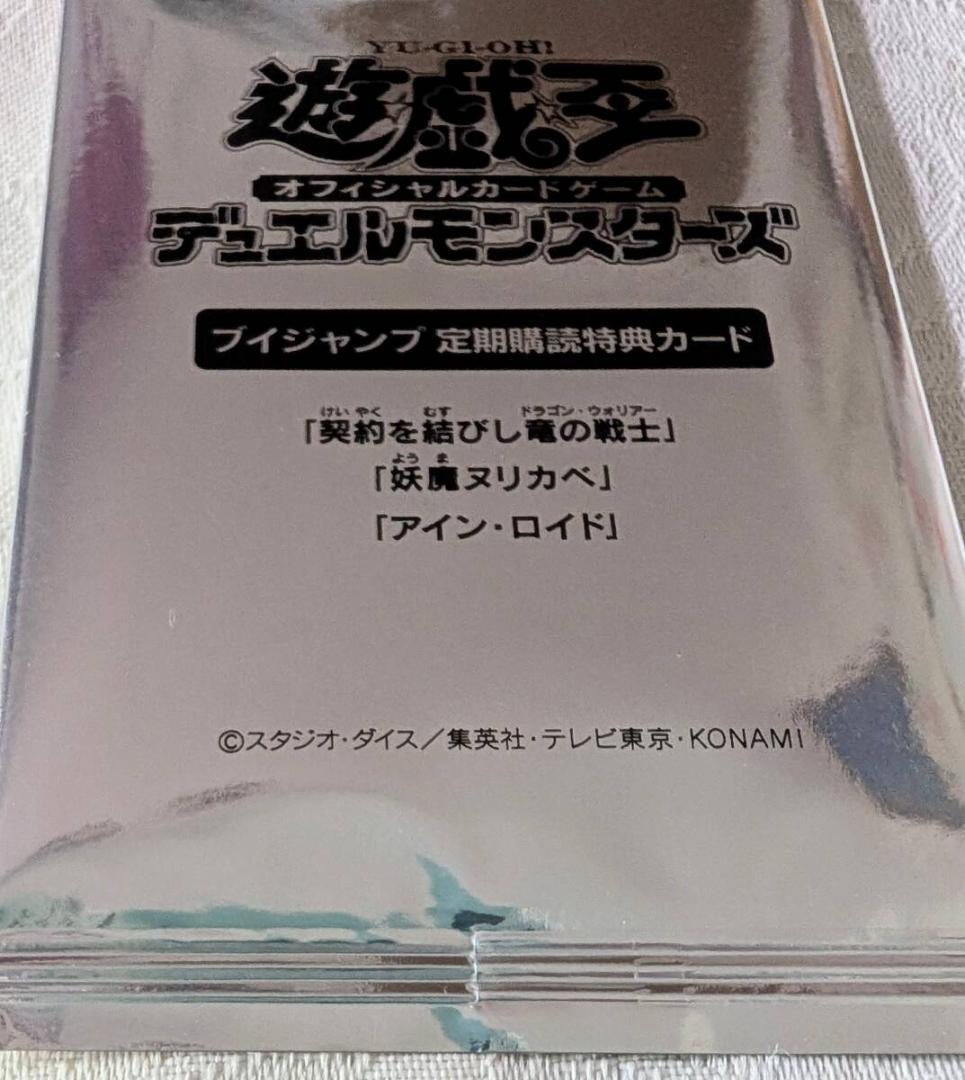 YU-GI-OH!
遊戯王
オフィシャルカードゲーム
デュエルモンスターズ
ブイジャンプ 定期購読特典カード
けいやく むす ドラゴン・ウォリアー
「契約を結びし竜の戦士」
よう ま
「妖魔ヌリカベ」
「アイン・ロイド」
©スタジオ・ダイス/集英社・テレビ東京・KONAMI